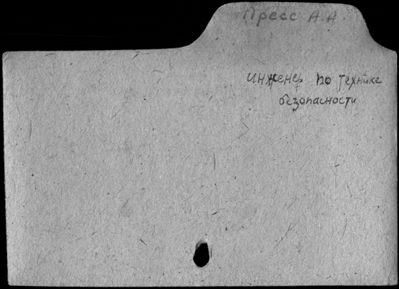 Пресс А.А.
инженер по технике
безопасности